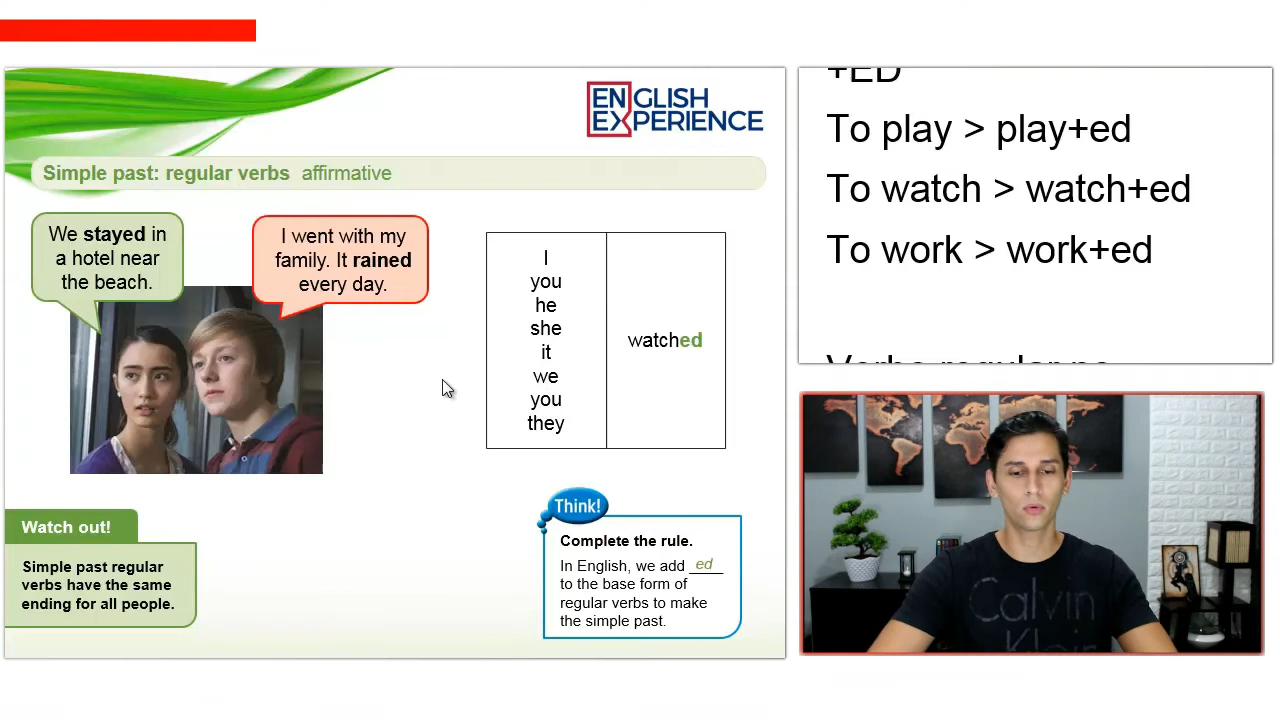 ENGLISH
EXPERIENCE
Simple past: regular verbs affirmative
We stayed in
a hotel near
the beach.
I went with my
family. It rained
every day.
I
you
he
she
it
we
you
they
watched
Watch out!
Simple past regular
verbs have the same
ending for all people.
Think!
Complete the rule.
In English, we add ed
to the base form of
regular verbs to make
the simple past.
+ED
To play > play+ed
To watch > watch+ed
To work > work+ed
Calvin
Klein